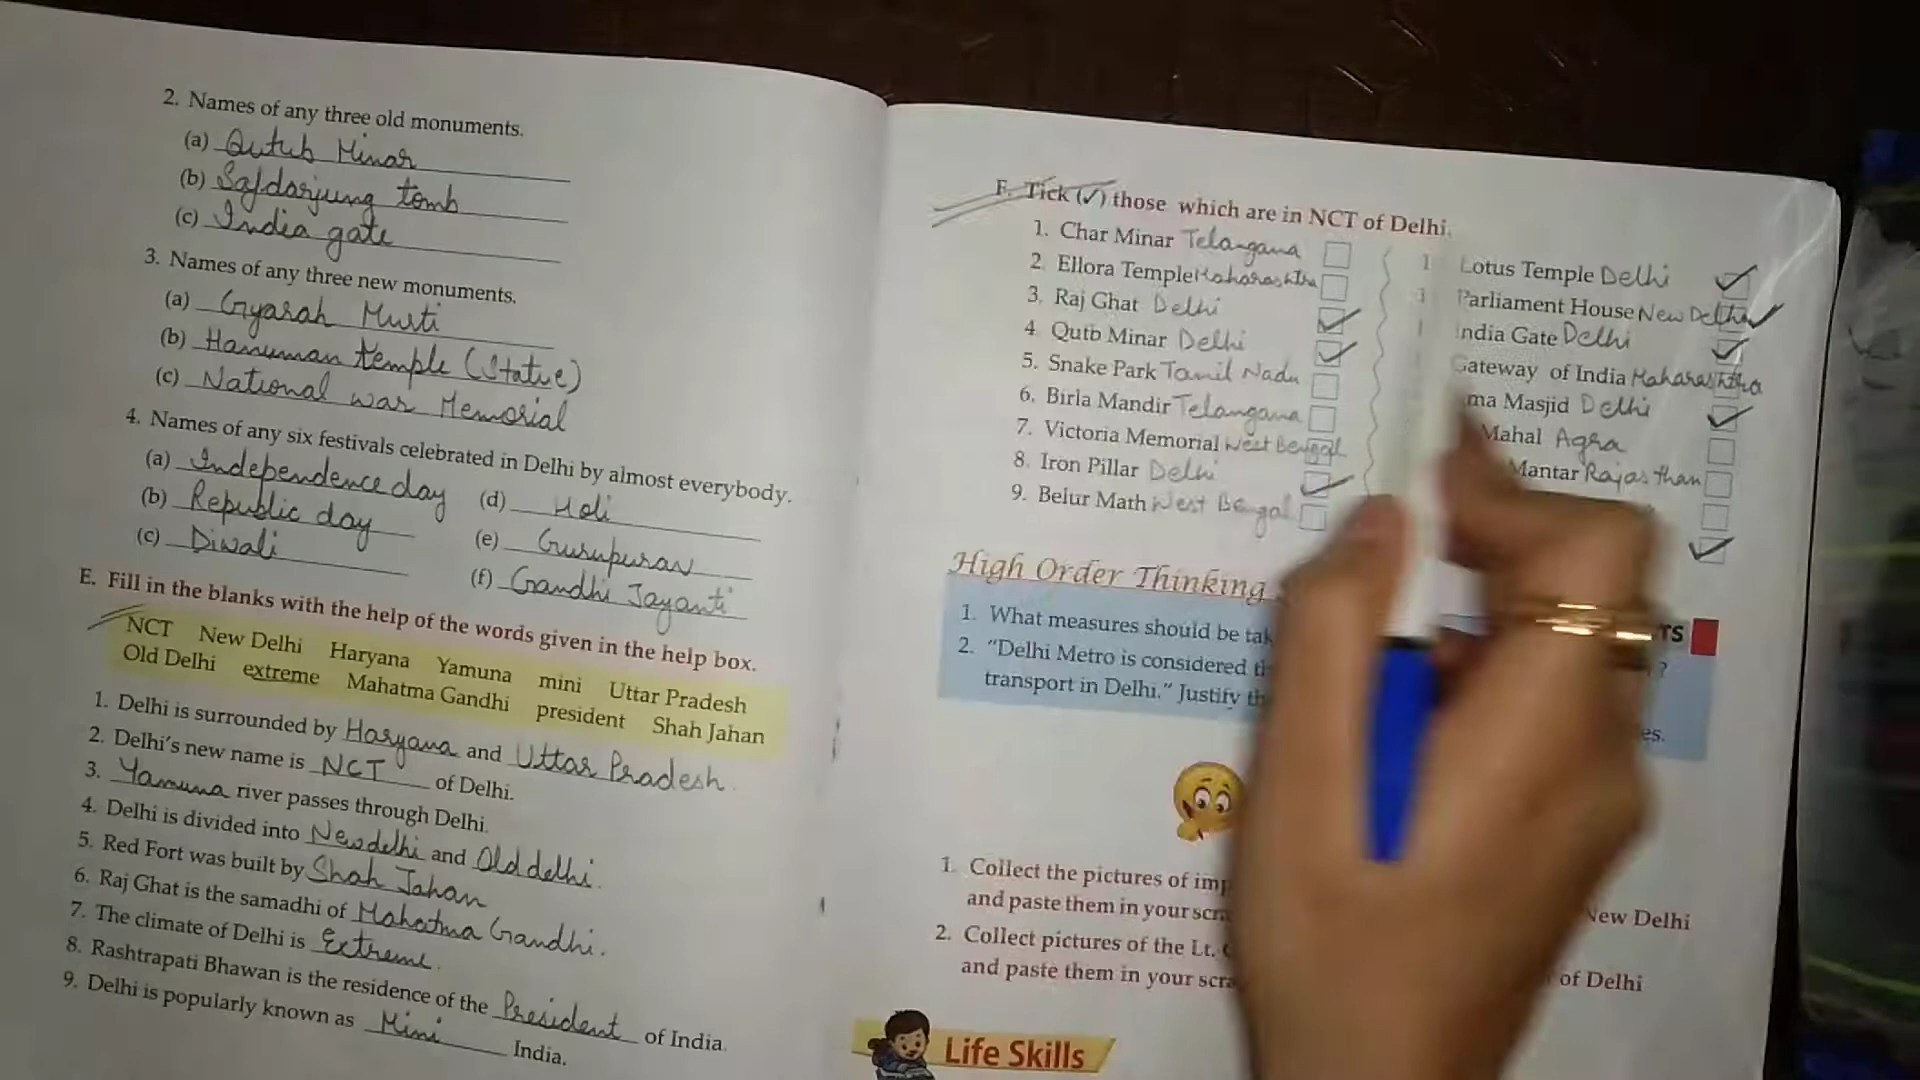 2. Names of any three old monuments.
(a) Qutub Minar
(b) Safdarjung tomb
(c) India gate
3. Names of any three new monuments.
(a) Gyarah Murti
(b) Hanuman temple (Statue)
(c) National war Memorial
4. Names of any six festivals celebrated in Delhi by almost everybody.
(a) Independence day
(b) Republic day
(c) Diwali
(d) Holi
(e) Gurupurav
(f) Gandhi Jayanti
E. Fill in the blanks with the help of the words given in the help box.
NCT New Delhi Haryana Yamuna mini Uttar Pradesh
Old Delhi extreme Mahatma Gandhi president Shah Jahan
1. Delhi is surrounded by Haryana and Uttar Pradesh.
2. Delhi's new name is NCT of Delhi.
3. Yamuna river passes through Delhi.
4. Delhi is divided into New delhi and Old delhi.
5. Red Fort was built by Shah Jahan
6. Raj Ghat is the samadhi of Mahatma Gandhi.
7. The climate of Delhi is Extreme.
8. Rashtrapati Bhawan is the residence of the President of India.
9. Delhi is popularly known as Mini India.
F. Tick (✓) those which are in NCT of Delhi.
1. Char Minar Telangana
2. Ellora Temple Maharashtra
3. Raj Ghat Delhi ✓
4. Qutb Minar Delhi ✓
5. Snake Park Tamil Nadu
6. Birla Mandir Telangana
7. Victoria Memorial West Bengal
8. Iron Pillar Delhi ✓
9. Belur Math West Bengal
Lotus Temple Delhi ✓
Parliament House New Delhi ✓
India Gate Delhi ✓
Gateway of India Maharashtra
Masjid Delhi ✓
Mahal Agra
Mantar Rajasthan
✓
High Order Thinking
1. What measures should be
2. "Delhi Metro is considered
transport in Delhi." Justify
1. Collect the pictures of
and paste them in your New Delhi
2. Collect pictures of the Lt.
and paste them in your of Delhi
Life Skills